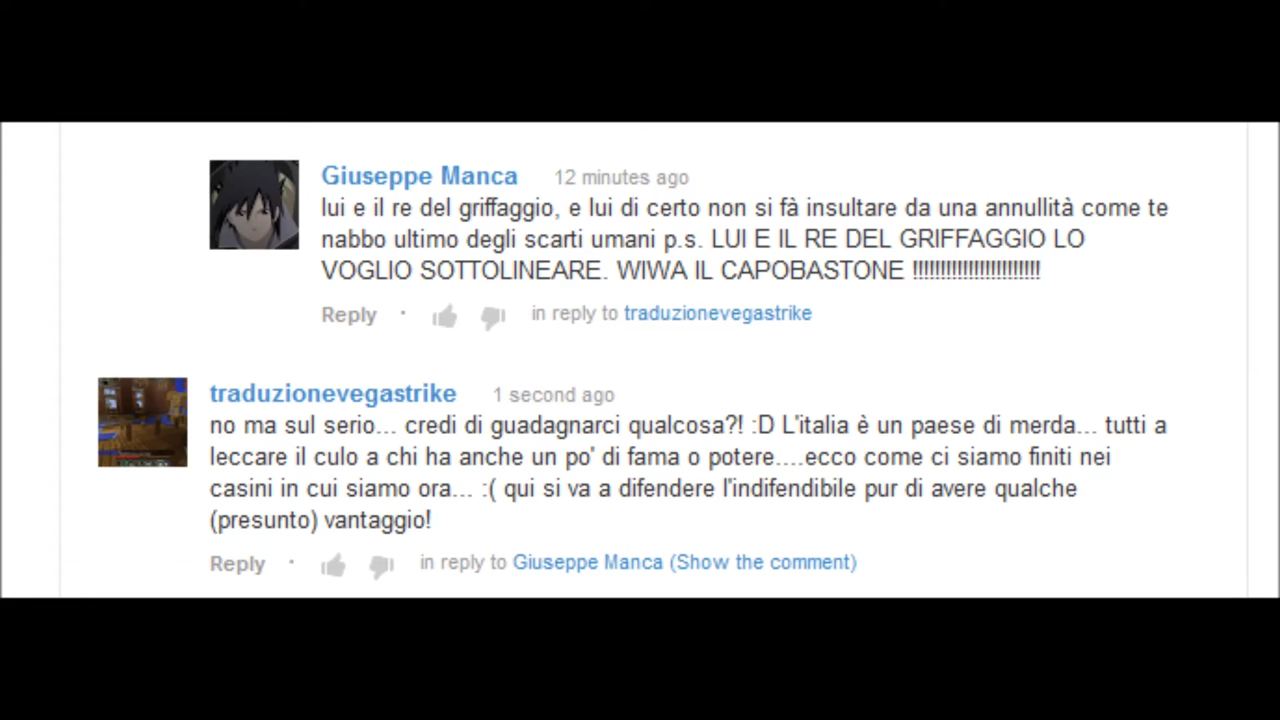 Giuseppe Manca 12 minutes ago
lui e il re del griffaggio, e lui di certo non si fà insultare da una annullità come te
nabbo ultimo degli scarti umani p.s. LUI E IL RE DEL GRIFFAGGIO LO
VOGLIO SOTTOLINEARE. WIWA IL CAPOBASTONE !!!!!!!!!!!!!!!!!!!!!!!
Reply · in reply to traduzionevegastrike
traduzionevegastrike 1 second ago
no ma sul serio... credi di guadagnarci qualcosa?! :D L'italia è un paese di merda... tutti a
leccare il culo a chi ha anche un po' di fama o potere....ecco come ci siamo finiti nei
casini in cui siamo ora... :( qui si va a difendere l'indifendibile pur di avere qualche
(presunto) vantaggio!
Reply · in reply to Giuseppe Manca (Show the comment)